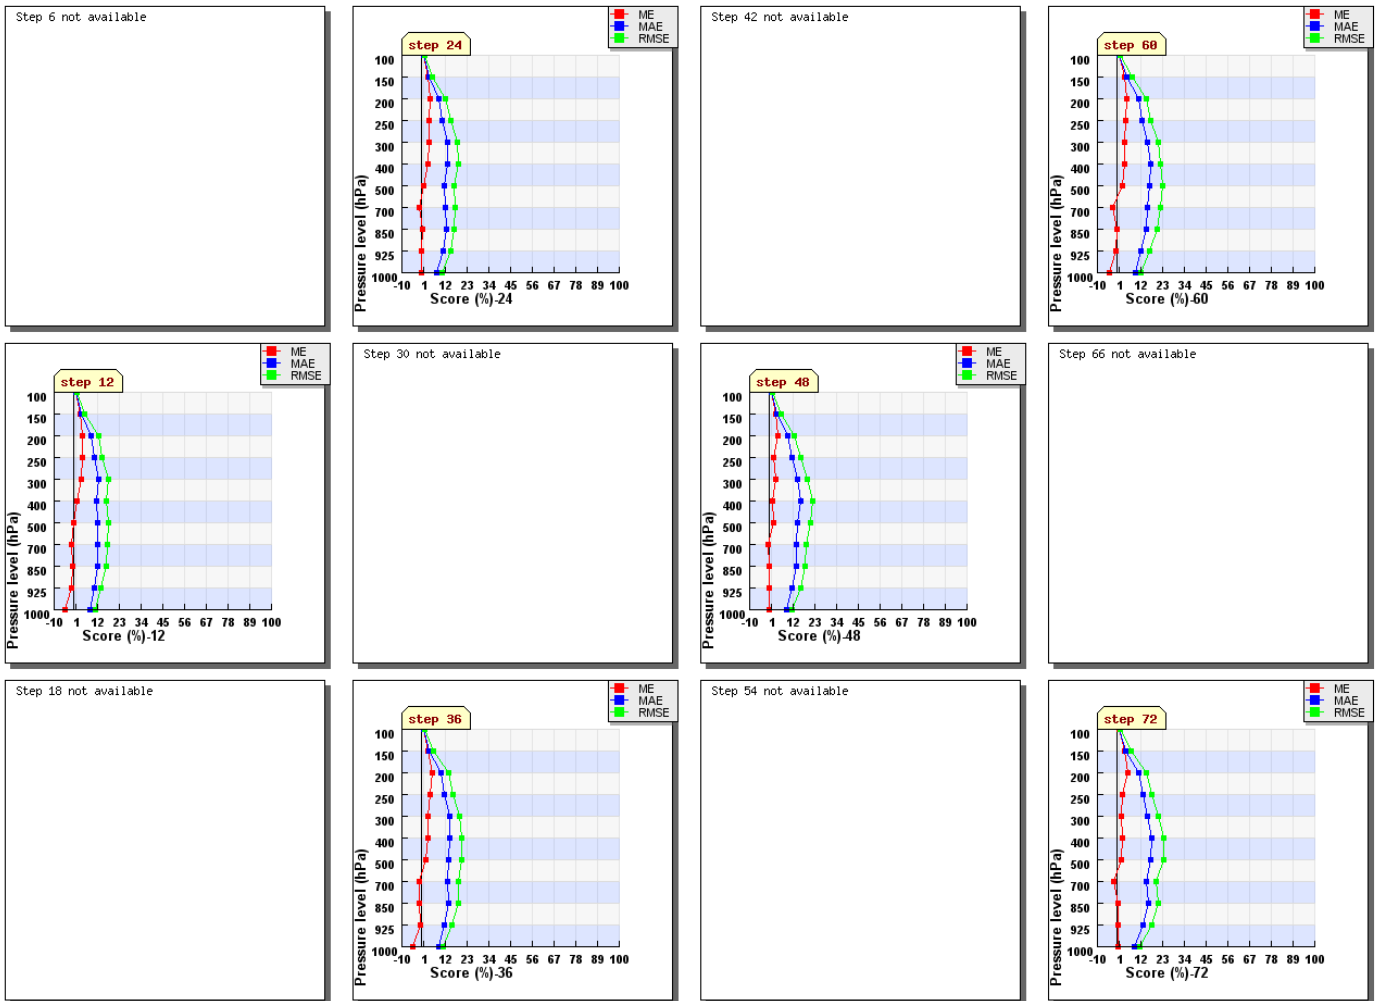 Step 6 not available
ME
MAE
RMSE
step 24
100
150
200
250
300
400
500
700
850
925
1000
Pressure level (hPa)
-10 1 12 23 34 45 56 67 78 89 100
Score (%)-24
Step 42 not available
ME
MAE
RMSE
step 60
100
150
200
250
300
400
500
700
850
925
1000
Pressure level (hPa)
-10 1 12 23 34 45 56 67 78 89 100
Score (%)-60
ME
MAE
RMSE
step 12
100
150
200
250
300
400
500
700
850
925
1000
Pressure level (hPa)
-10 1 12 23 34 45 56 67 78 89 100
Score (%)-12
Step 30 not available
ME
MAE
RMSE
step 48
100
150
200
250
300
400
500
700
850
925
1000
Pressure level (hPa)
-10 1 12 23 34 45 56 67 78 89 100
Score (%)-48
Step 66 not available
Step 18 not available
ME
MAE
RMSE
step 36
100
150
200
250
300
400
500
700
850
925
1000
Pressure level (hPa)
-10 1 12 23 34 45 56 67 78 89 100
Score (%)-36
Step 54 not available
ME
MAE
RMSE
step 72
100
150
200
250
300
400
500
700
850
925
1000
Pressure level (hPa)
-10 1 12 23 34 45 56 67 78 89 100
Score (%)-72